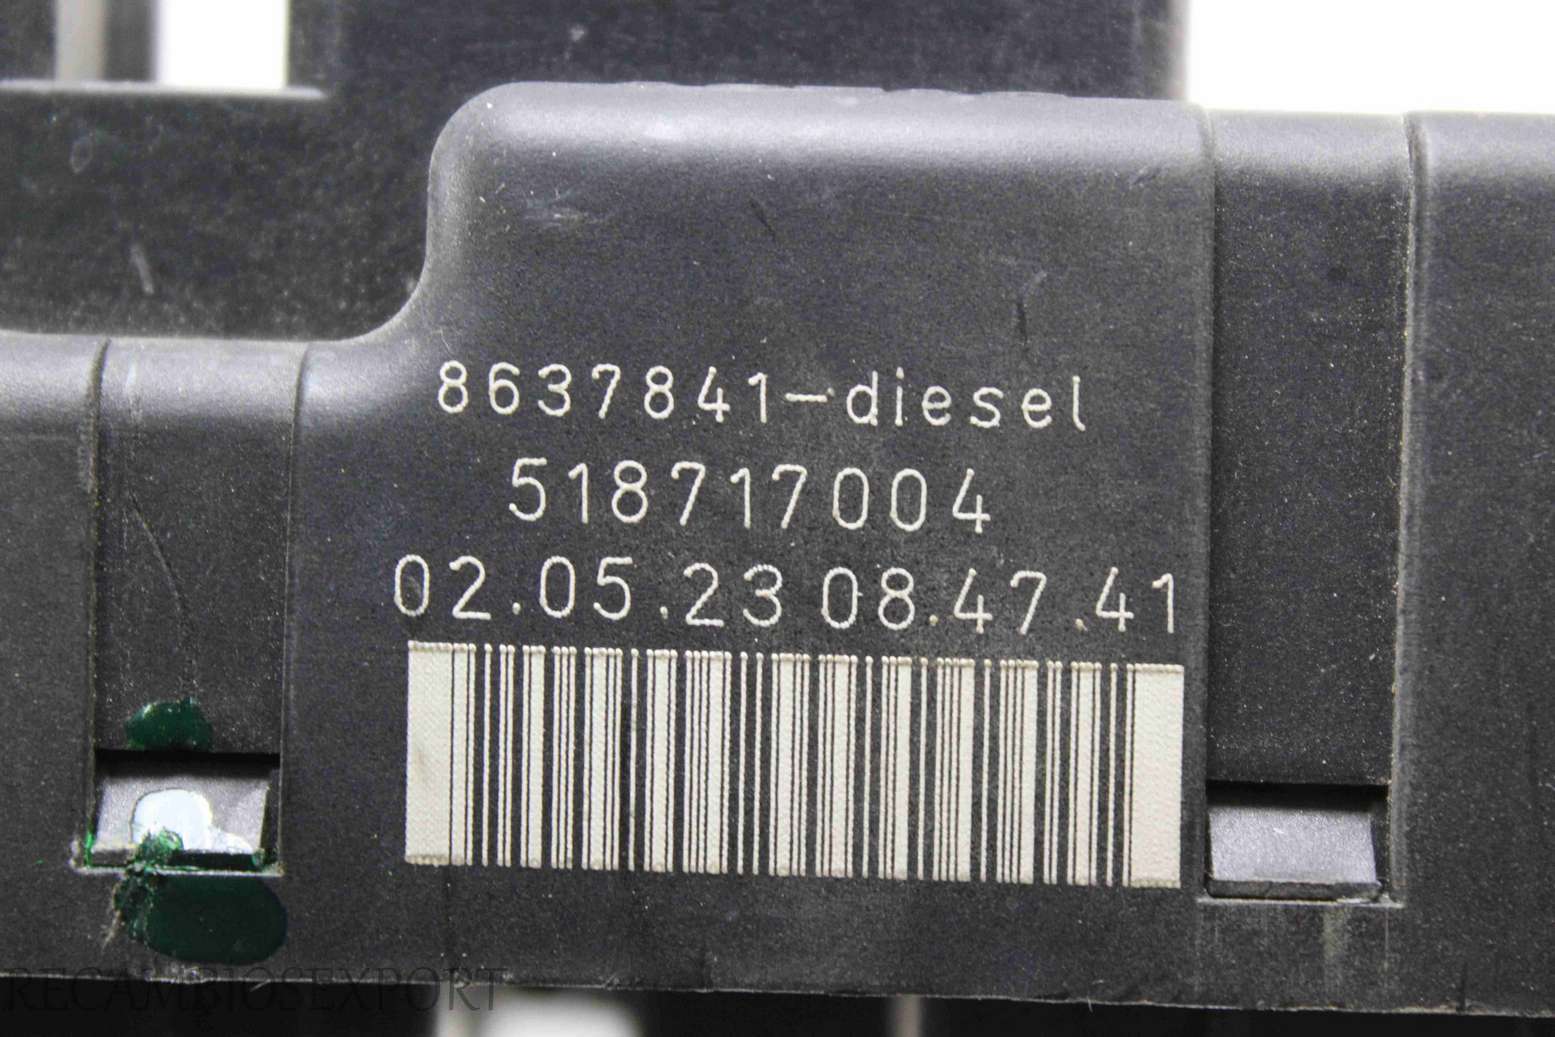 8637841-diesel
518717004
02.05.23 08.47.41
RECAMBIOSEXPORT